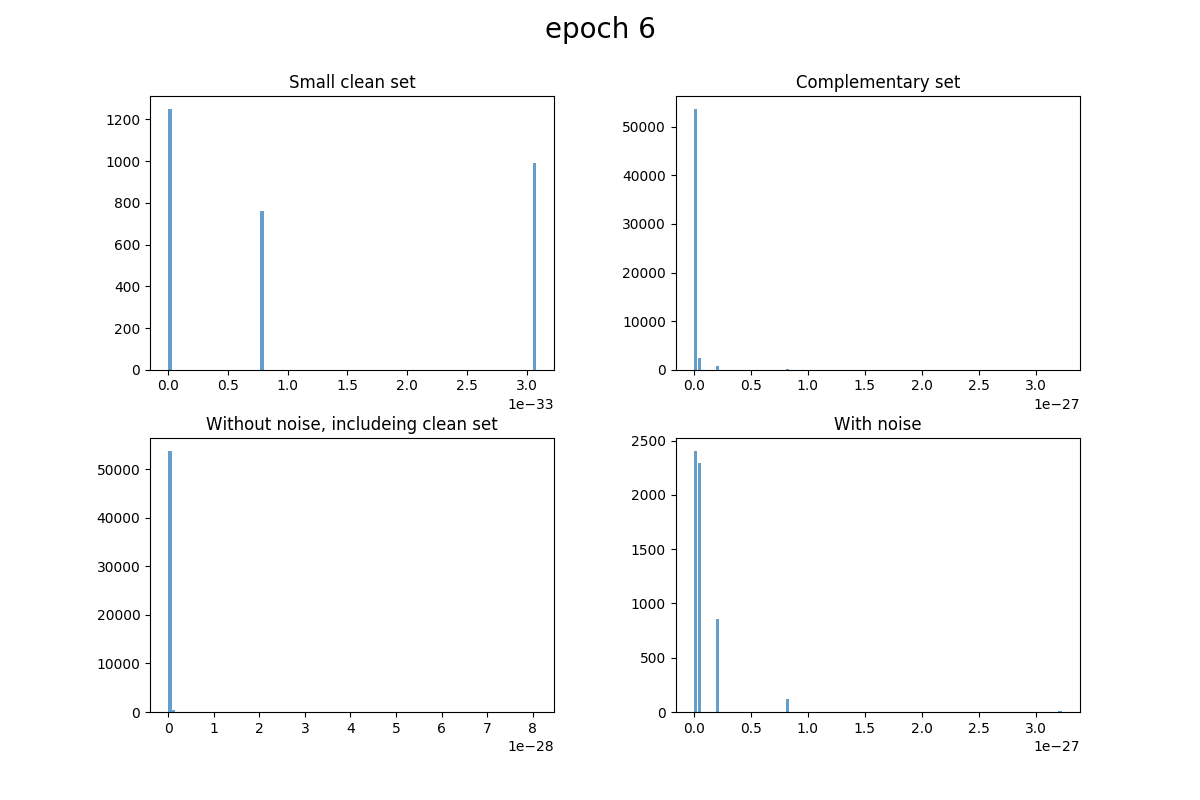 epoch 6
Small clean set
1200
1000
800
600
400
200
0
0.0 0.5 1.0 1.5 2.0 2.5 3.0
1e−33
Complementary set
50000
40000
30000
20000
10000
0
0.0 0.5 1.0 1.5 2.0 2.5 3.0
1e−27
Without noise, includeing clean set
50000
40000
30000
20000
10000
0
0 1 2 3 4 5 6 7 8
1e−28
With noise
2500
2000
1500
1000
500
0
0.0 0.5 1.0 1.5 2.0 2.5 3.0
1e−27